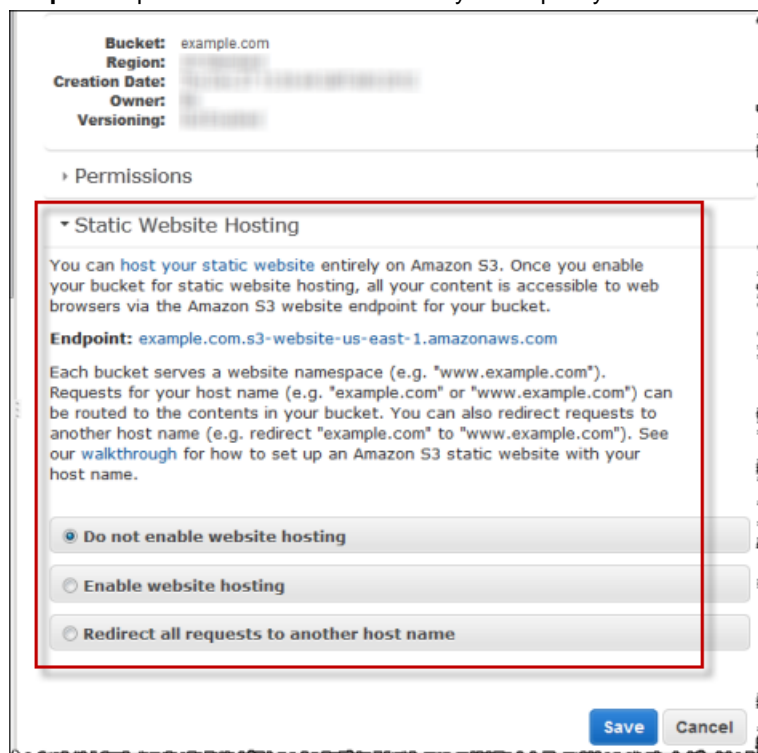 Bucket: example.com
Region:
Creation Date:
Owner:
Versioning:
Permissions
Static Website Hosting
You can host your static website entirely on Amazon S3. Once you enable
your bucket for static website hosting, all your content is accessible to web
browsers via the Amazon S3 website endpoint for your bucket.
Endpoint: example.com.s3-website-us-east-1.amazonaws.com
Each bucket serves a website namespace (e.g. "www.example.com").
Requests for your host name (e.g. "example.com" or "www.example.com") can
be routed to the contents in your bucket. You can also redirect requests to
another host name (e.g. redirect "example.com" to "www.example.com"). See
our walkthrough for how to set up an Amazon S3 static website with your
host name.
Do not enable website hosting
Enable website hosting
Redirect all requests to another host name
Save Cancel